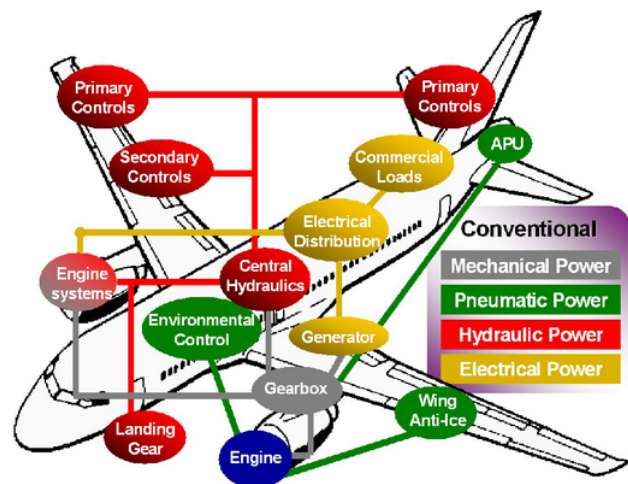 Primary
Controls
Primary
Controls
Secondary
Controls
Commercial
Loads
APU
Electrical
Distribution
Conventional
Mechanical Power
Pneumatic Power
Hydraulic Power
Electrical Power
Engine
systems
Central
Hydraulics
Environmental
Control
Generator
Gearbox
Wing
Anti-Ice
Landing
Gear
Engine